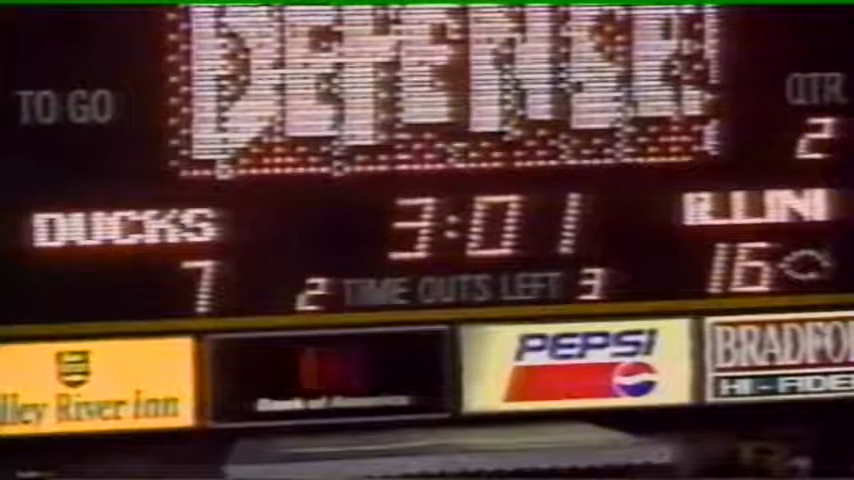 DEFENSE
TO GO
QTR
2
DUCKS 3:01 ILLINI
7 2 TIME OUTS LEFT 3 16
lley River Inn
Bank of America
PEPSI
BRADFO
HI-FIDE